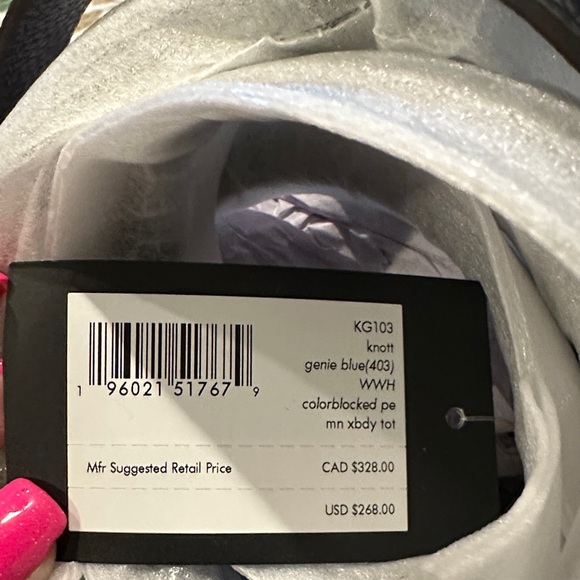 KG103
knott
genie blue(403)
WWH
colorblocked pe
mn xbdy tot
1 96021 51767 9
Mfr Suggested Retail Price CAD $328.00
USD $268.00